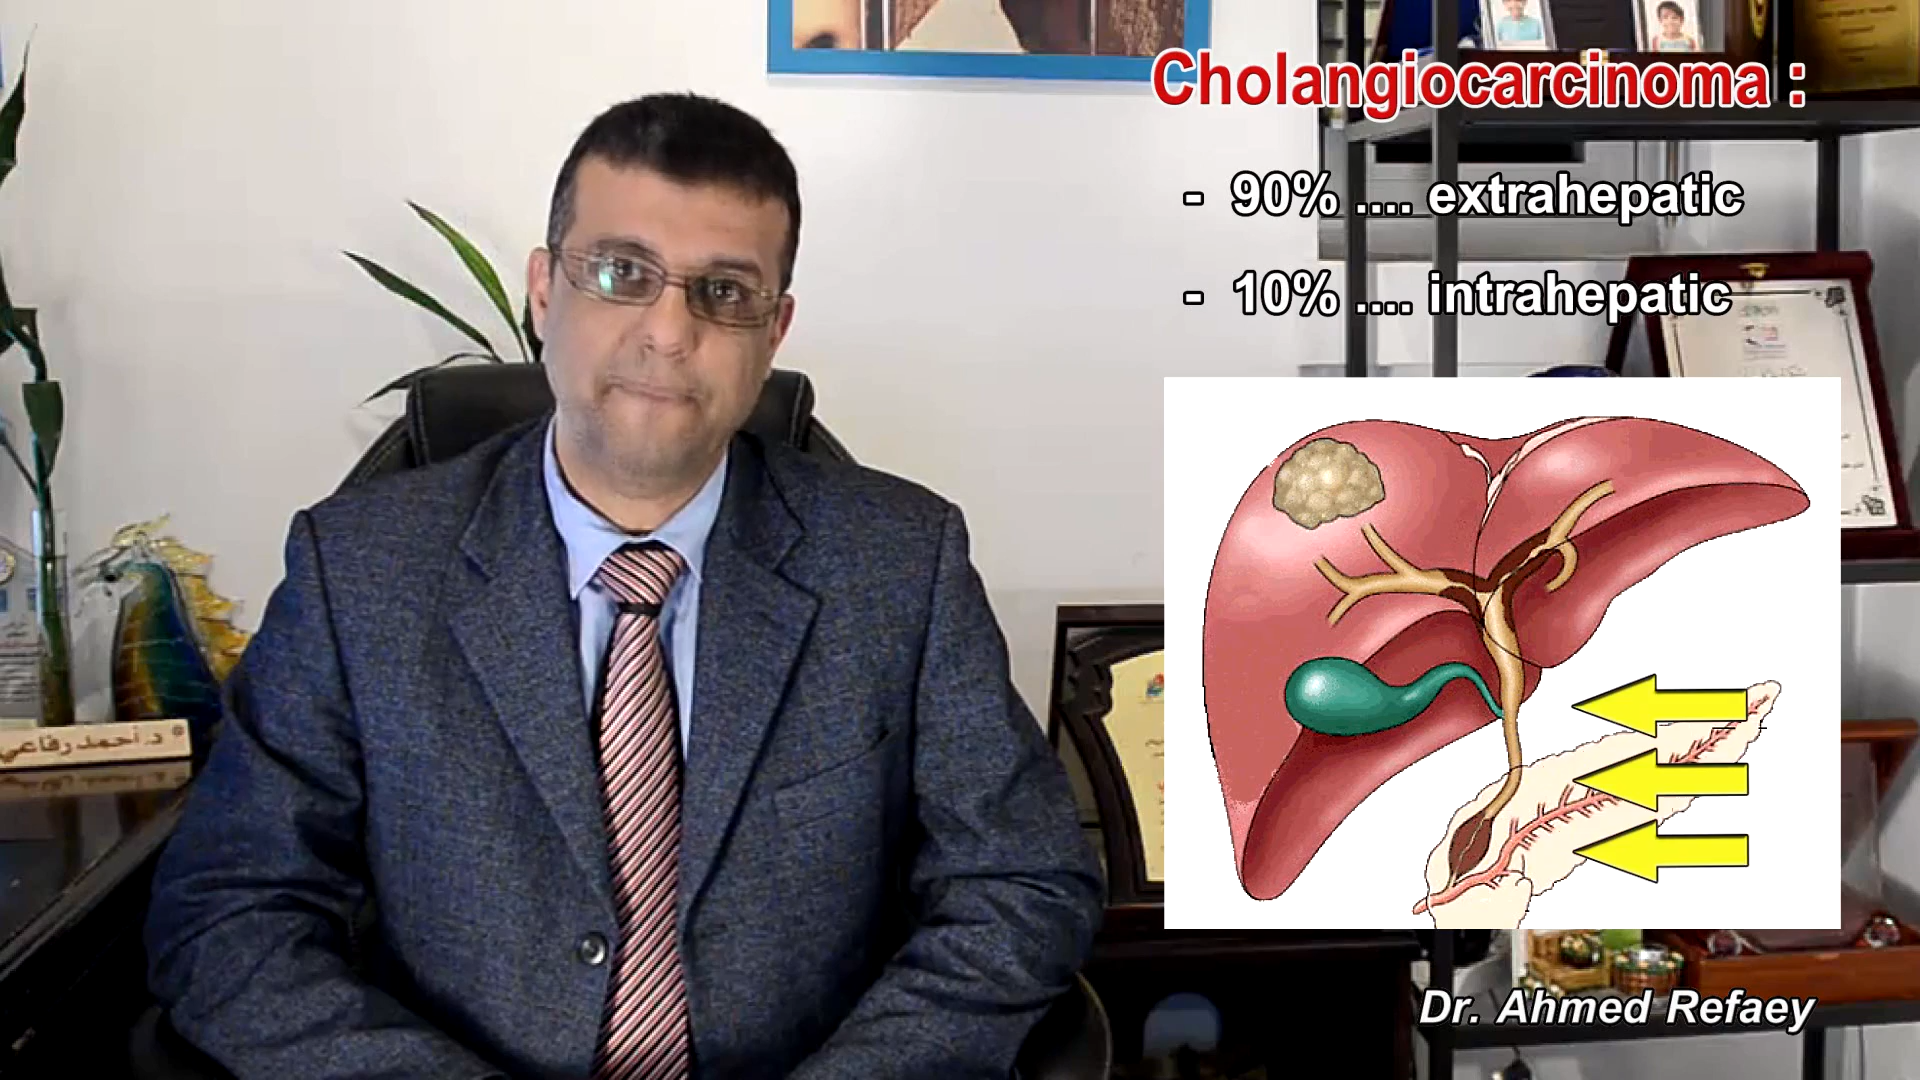 Cholangiocarcinoma :
- 90% .... extrahepatic
- 10% .... intrahepatic
د. أحمد رفاعي
Dr. Ahmed Refaey